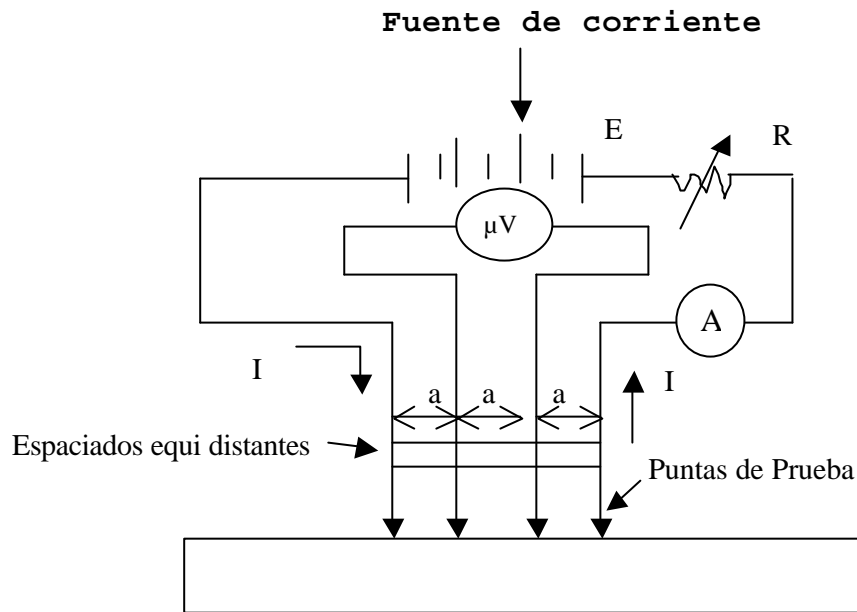 Fuente de corriente
E
R
µV
A
I
a
a
a
I
Espaciados equi distantes
Puntas de Prueba